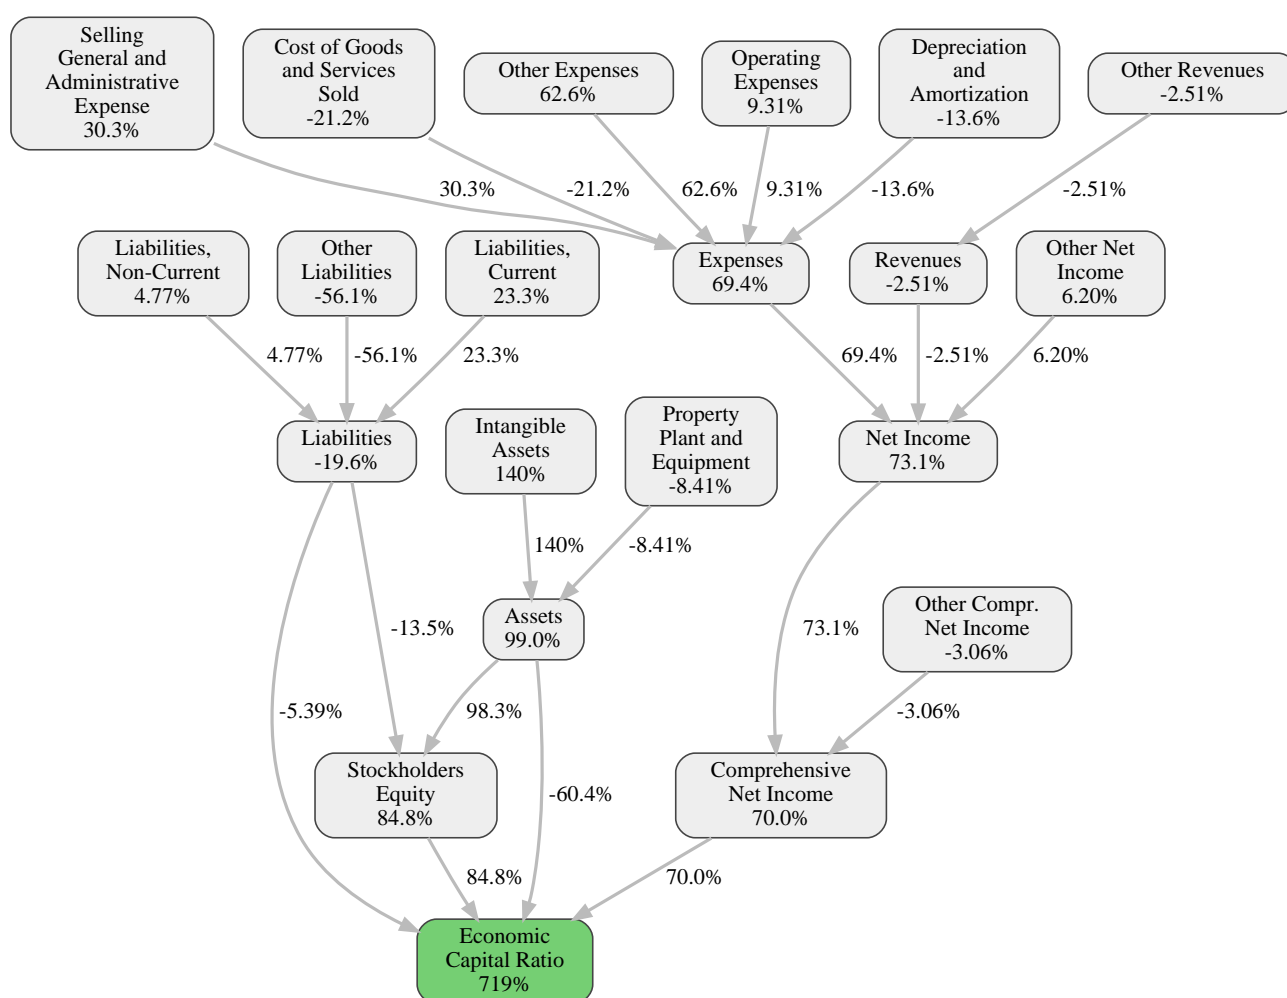 Selling
General and
Administrative
Expense
30.3%
Cost of Goods
and Services
Sold
-21.2%
Other Expenses
62.6%
Operating
Expenses
9.31%
Depreciation
and
Amortization
-13.6%
Other Revenues
-2.51%
30.3%
-21.2%
62.6%
9.31%
-13.6%
-2.51%
Liabilities,
Non-Current
4.77%
Other
Liabilities
-56.1%
Liabilities,
Current
23.3%
Expenses
69.4%
Revenues
-2.51%
Other Net
Income
6.20%
4.77%
-56.1%
23.3%
69.4%
-2.51%
6.20%
Liabilities
-19.6%
Intangible
Assets
140%
Property
Plant and
Equipment
-8.41%
Net Income
73.1%
140%
-8.41%
Assets
99.0%
Other Compr.
Net Income
-3.06%
-13.5%
73.1%
-5.39%
98.3%
-3.06%
Stockholders
Equity
84.8%
-60.4%
Comprehensive
Net Income
70.0%
84.8%
70.0%
Economic
Capital Ratio
719%